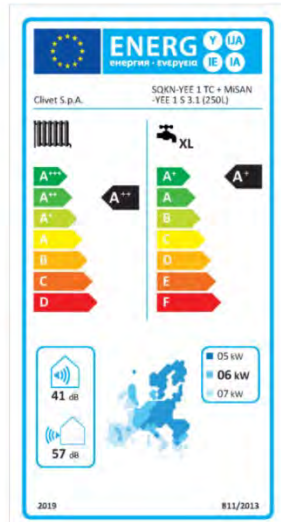 ENERG Y IJA
енергия · ενεργεια IE IA
Clivet S.p.A.
SQKN-YEE 1 TC + MiSAN
-YEE 1 S 3.1 (250L)
XL
A+++ A+
A++ A++ A A+
A+ B
A C
B D
C E
D F
41 dB
57 dB
05 kW
06 kW
07 kW
2019 811/2013